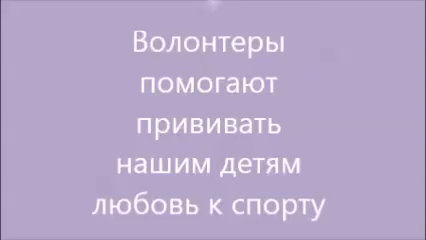 Волонтеры
помогают
прививать
нашим детям
любовь к спорту